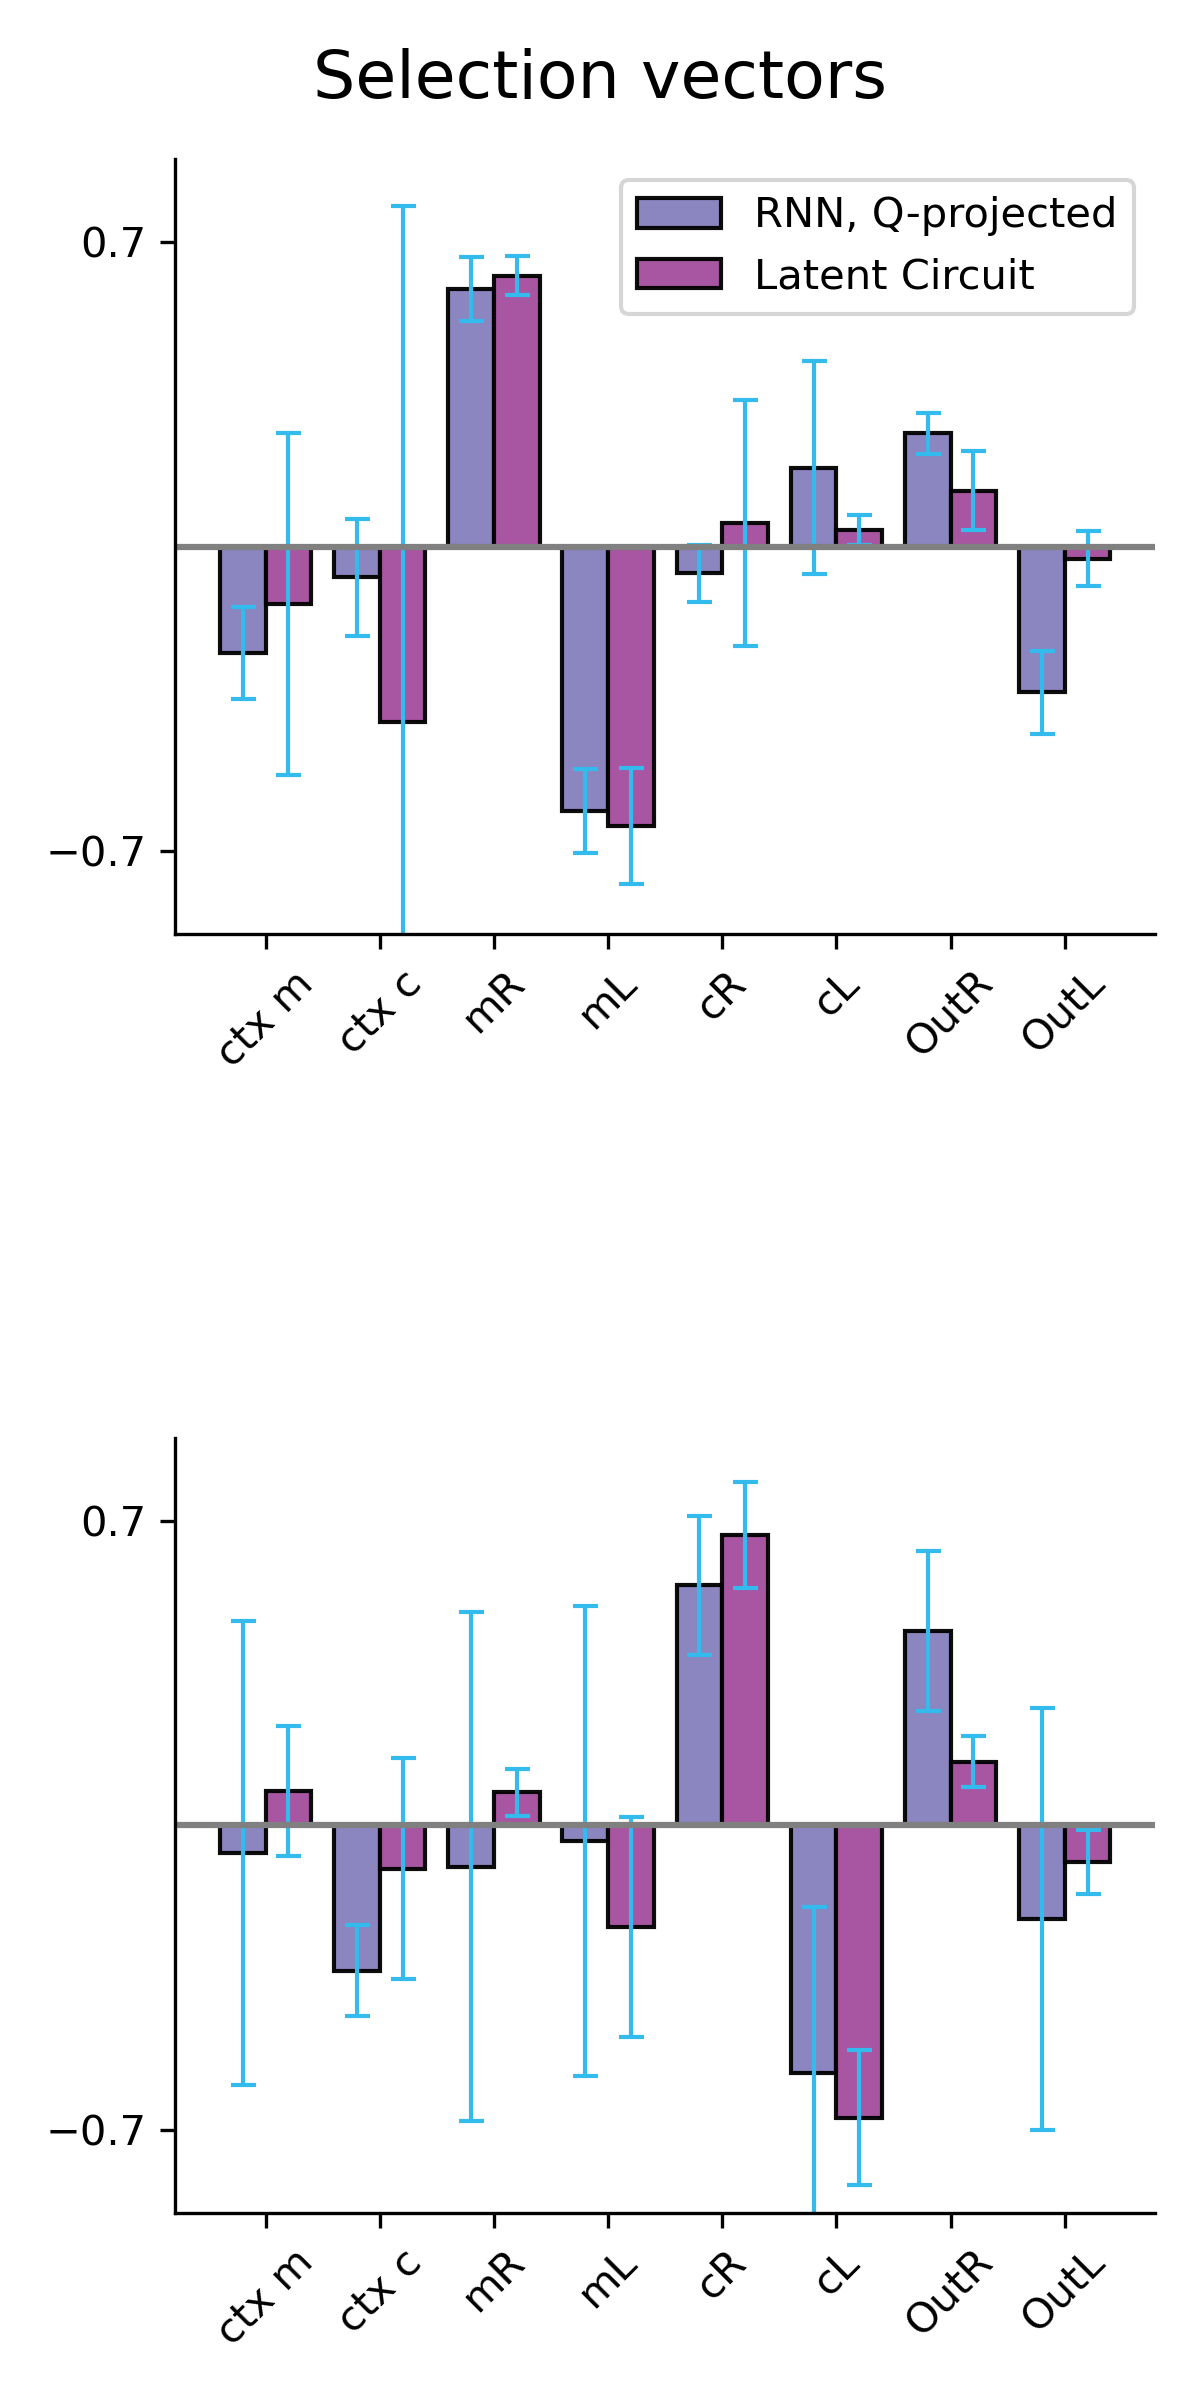 Selection vectors
0.7
−0.7
RNN, Q-projected
Latent Circuit
ctx m
ctx c
mR
mL
cR
cL
OutR
OutL
0.7
−0.7
ctx m
ctx c
mR
mL
cR
cL
OutR
OutL